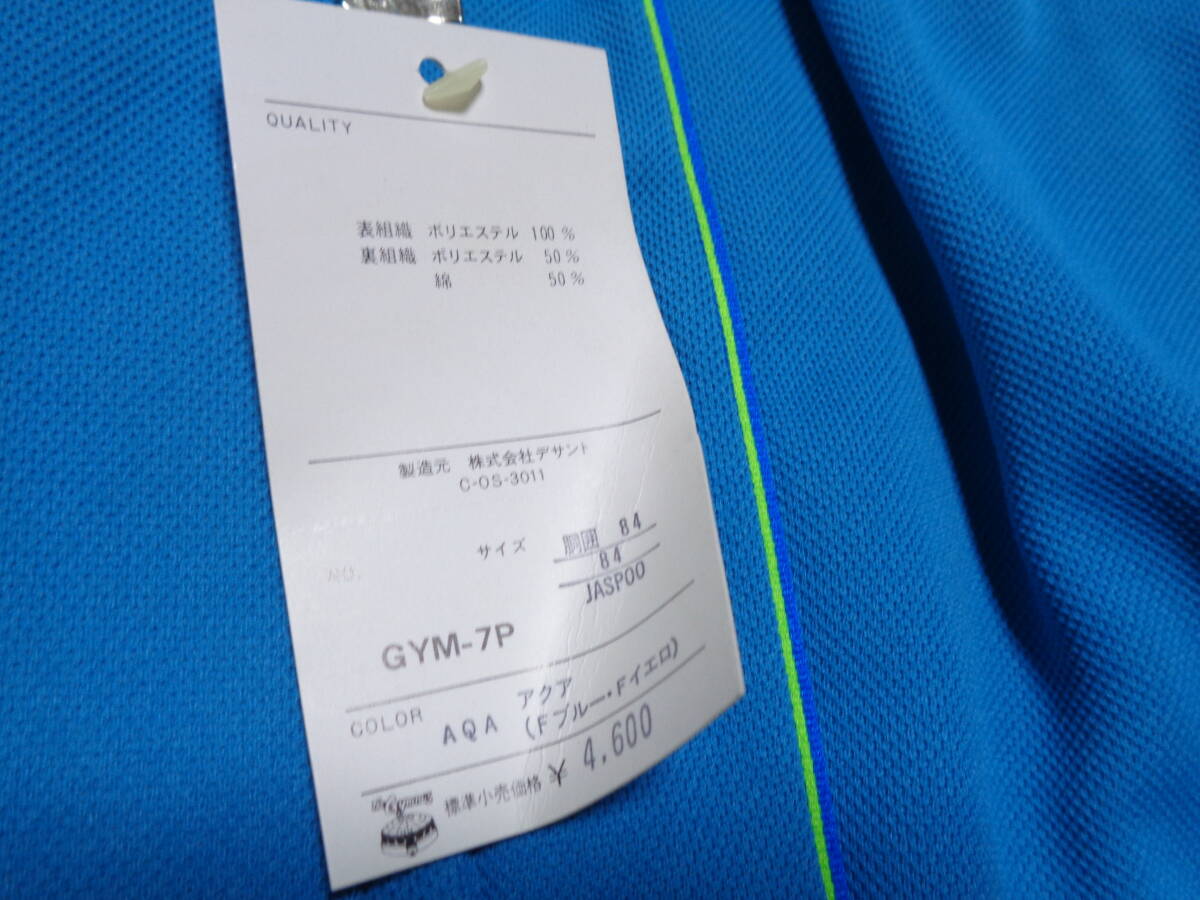 QUALITY
表組織 ポリエステル 100 %
裏組織 ポリエステル 50 %
綿 50 %
製造元 株式会社デサント
C-OS-3011
サイズ 胴囲 84
84
JASPOO
NO.
GYM-7P
COLOR AQA アクア
(Fブルー・Fイエロ)
標準小売価格 ¥ 4,600